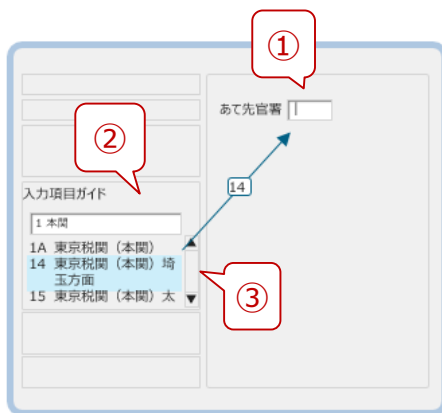 ①
あて先官署
②
14
入力項目ガイド
1 本関
1A 東京税関（本関）
14 東京税関（本関）埼
玉方面
15 東京税関（本関）太
③